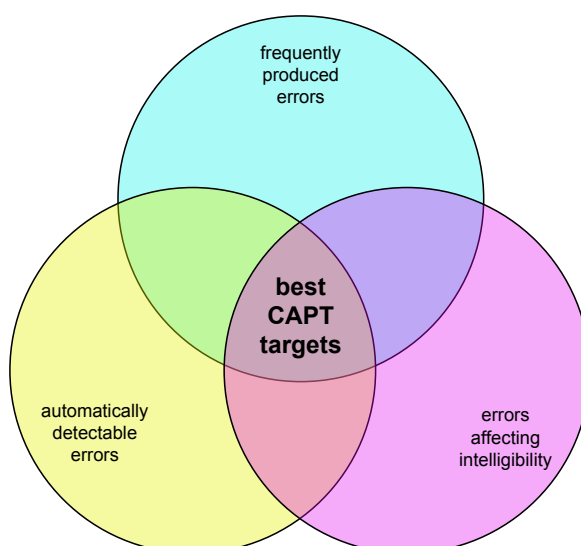 frequently
produced
errors
best
CAPT
targets
automatically
detectable
errors
errors
affecting
intelligibility